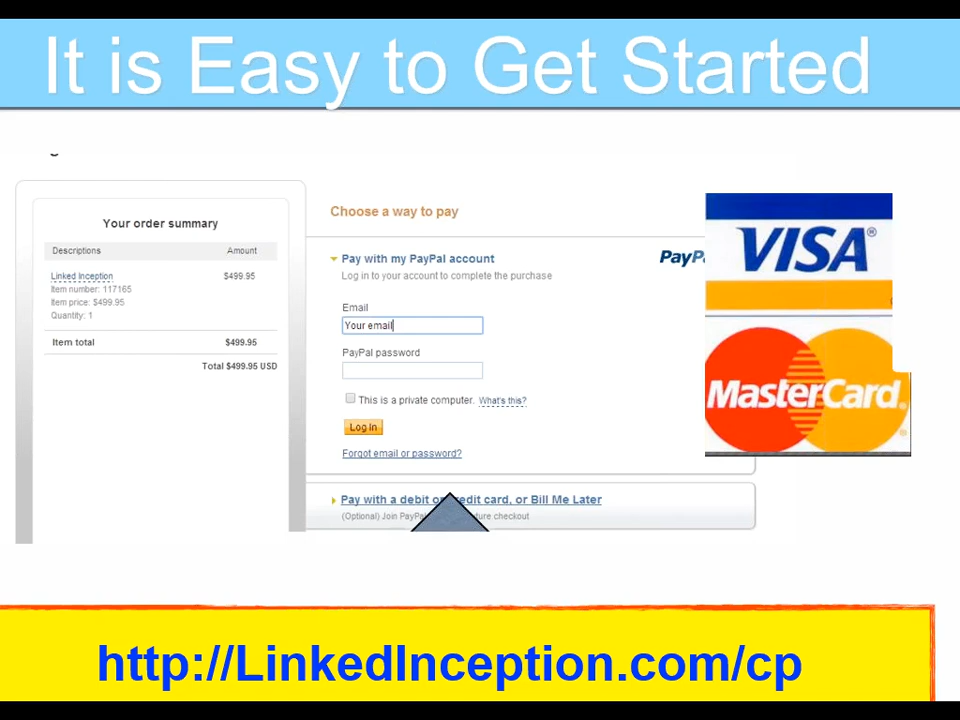 It is Easy to Get Started
Your order summary
Descriptions Amount
Linked Inception $499.95
Item number: 117165
Item price: $499.95
Quantity: 1
Item total $499.95
Total $499.95 USD
Choose a way to pay
Pay with my PayPal account
Log in to your account to complete the purchase
Email
Your email
PayPal password
This is a private computer. What's this?
Log In
Forgot email or password?
Pay with a debit or credit card, or Bill Me Later
(Optional) Join PayPal ture checkout
PayP
VISA®
MasterCard
http://LinkedInception.com/cp